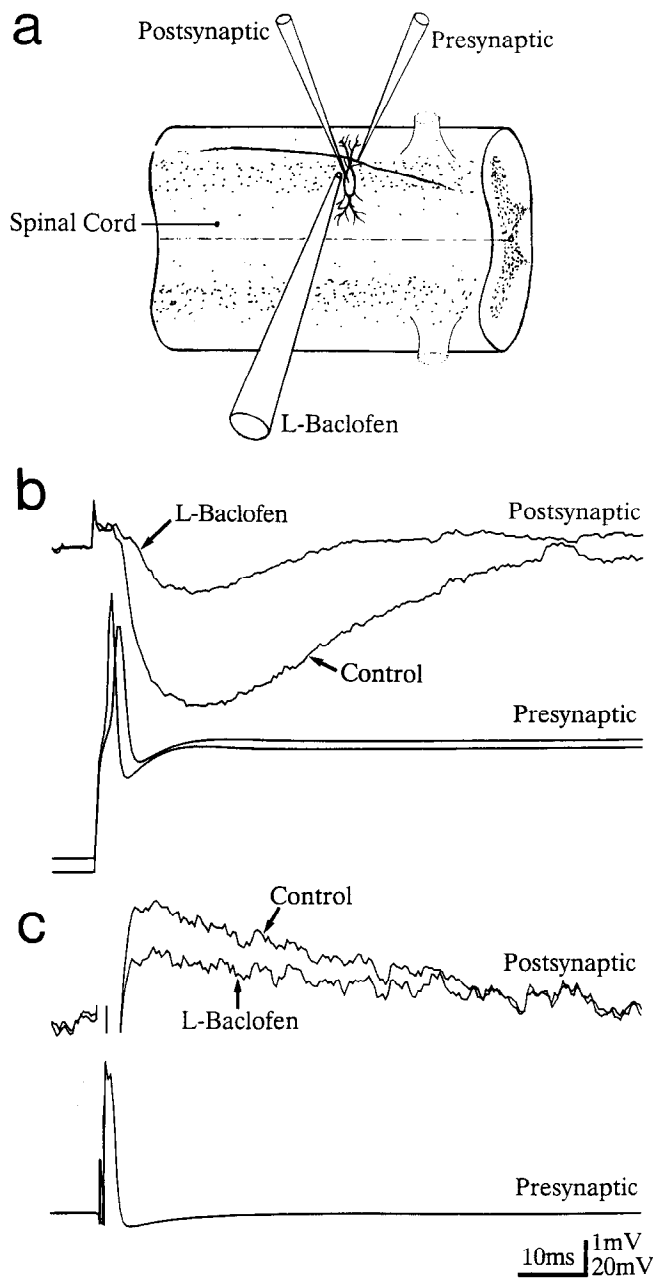 a
Postsynaptic
Presynaptic
Spinal Cord
L-Baclofen
b
L-Baclofen
Postsynaptic
Control
Presynaptic
c
Control
Postsynaptic
L-Baclofen
Presynaptic
10ms
1mV
20mV